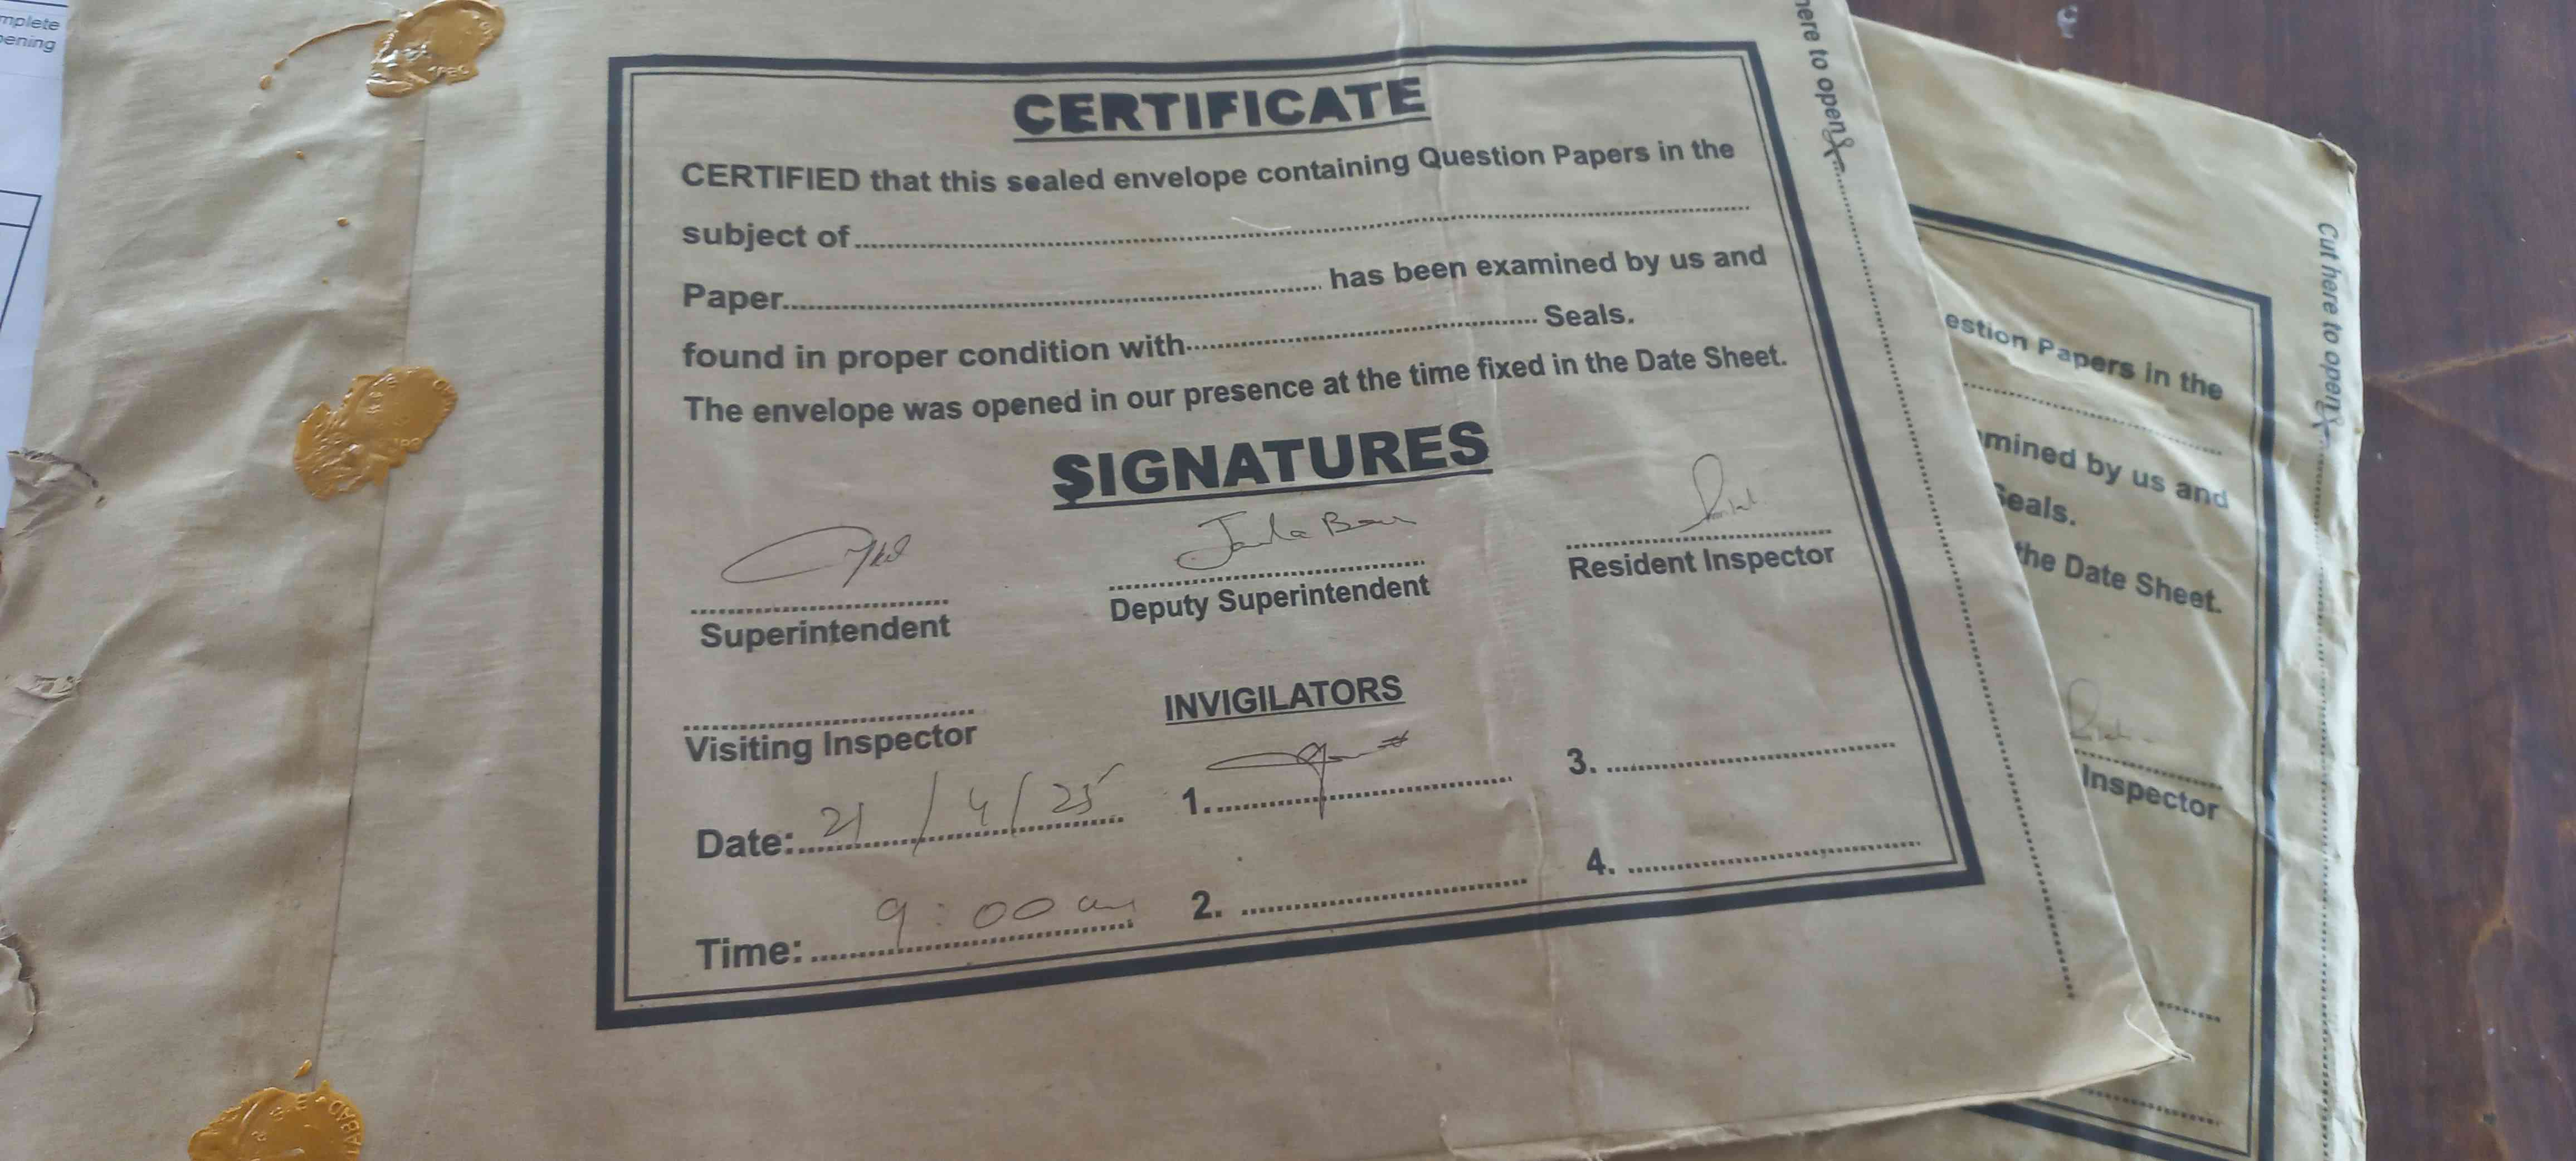 mplete
pening
CERTIFICATE
CERTIFIED that this sealed envelope containing Question Papers in the
subject of
Paper has been examined by us and
found in proper condition with Seals.
The envelope was opened in our presence at the time fixed in the Date Sheet.
SIGNATURES
Superintendent
Deputy Superintendent
Resident Inspector
Visiting Inspector
INVIGILATORS
Date: 21/4/25
1.
3.
Time: 9:00 am
2.
4.
here to open
Cut here to open
estion Papers in the
mined by us and
Seals.
the Date Sheet.
Inspector